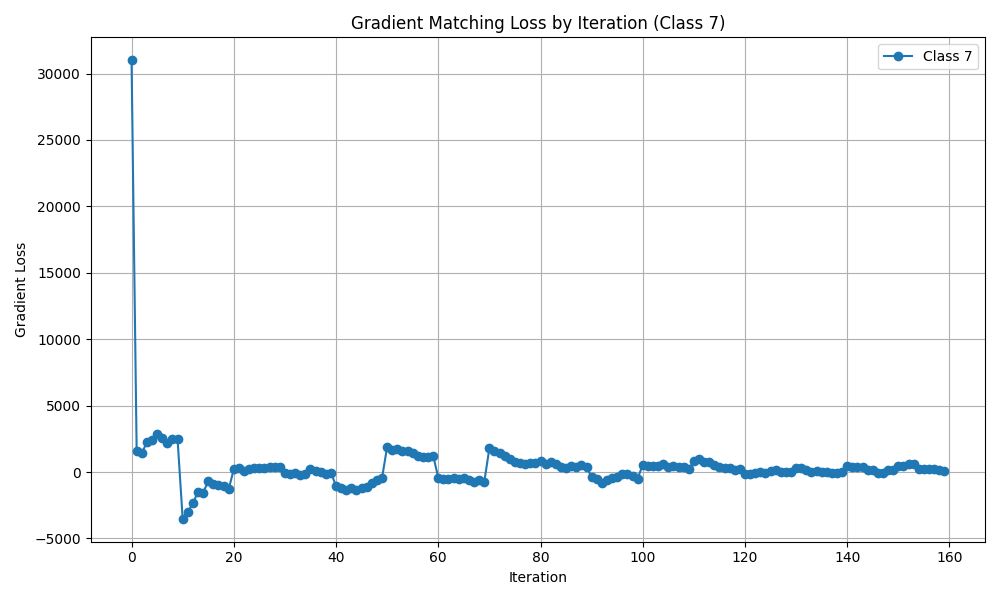 Gradient Matching Loss by Iteration (Class 7)
Class 7
Gradient Loss
30000
25000
20000
15000
10000
5000
0
−5000
0 20 40 60 80 100 120 140 160
Iteration